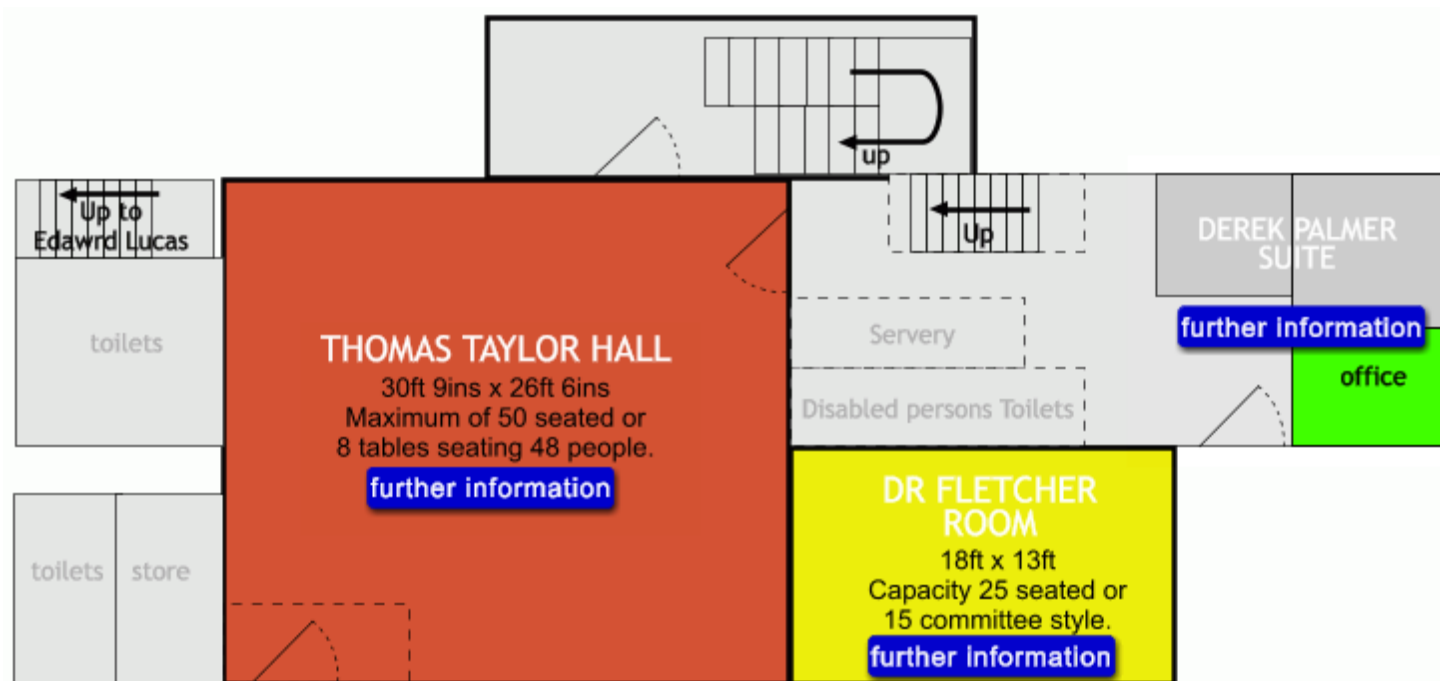 up
Up to
Edawrd Lucas
Up
DEREK PALMER
SUITE
further information
office
toilets
Servery
Disabled persons Toilets
THOMAS TAYLOR HALL
30ft 9ins x 26ft 6ins
Maximum of 50 seated or
8 tables seating 48 people.
further information
DR FLETCHER
ROOM
18ft x 13ft
Capacity 25 seated or
15 committee style.
further information
toilets
store